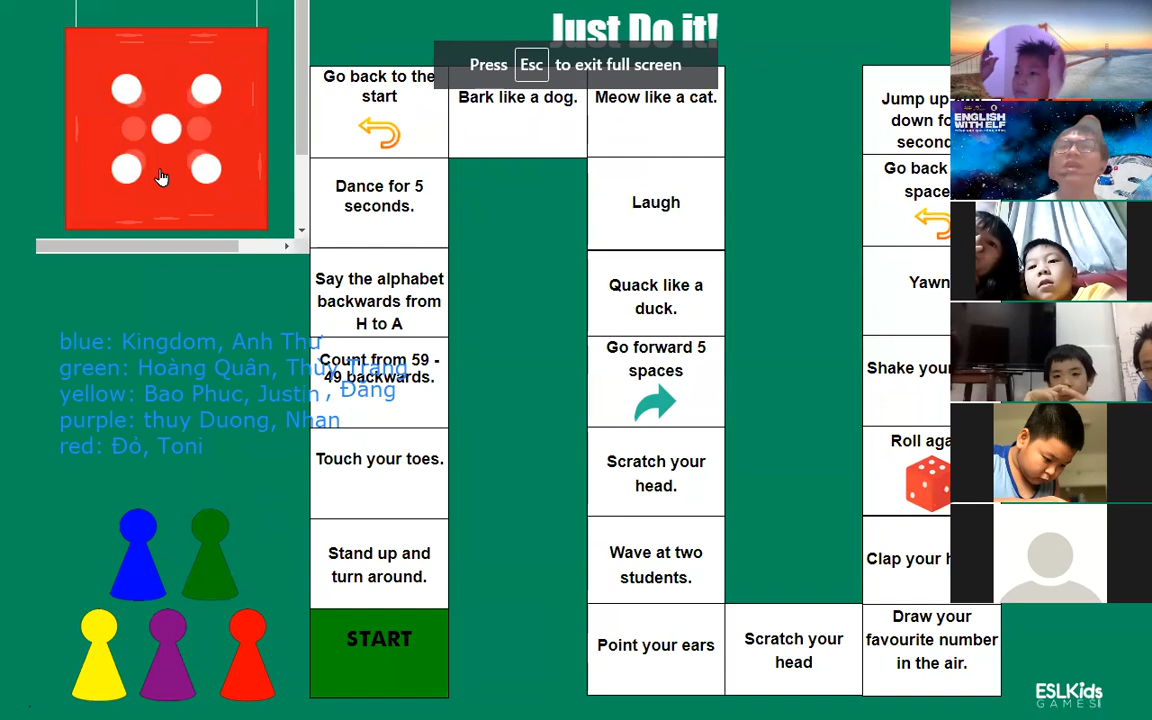 Just Do it!
Press Esc to exit full screen
Go back to the
start
Bark like a dog.
Meow like a cat.
Jump up
down fo
secon
Dance for 5
seconds.
Laugh
Go back
space
Say the alphabet
backwards from
H to A
Quack like a
duck.
Yawn
Count from 59 -
49 backwards.
Go forward 5
spaces
Shake your
Touch your toes.
Scratch your
head.
Roll aga
Stand up and
turn around.
Wave at two
students.
Clap your h
START
Point your ears
Scratch your
head
Draw your
favourite number
in the air.
blue: Kingdom, Anh Thư
green: Hoàng Quân, Thùy Trang
yellow: Bao Phuc, Justin , Đăng
purple: thuy Duong, Nhan
red: Đỏ, Toni
ENGLISH
WITH ELF
ESLKids
GAMES